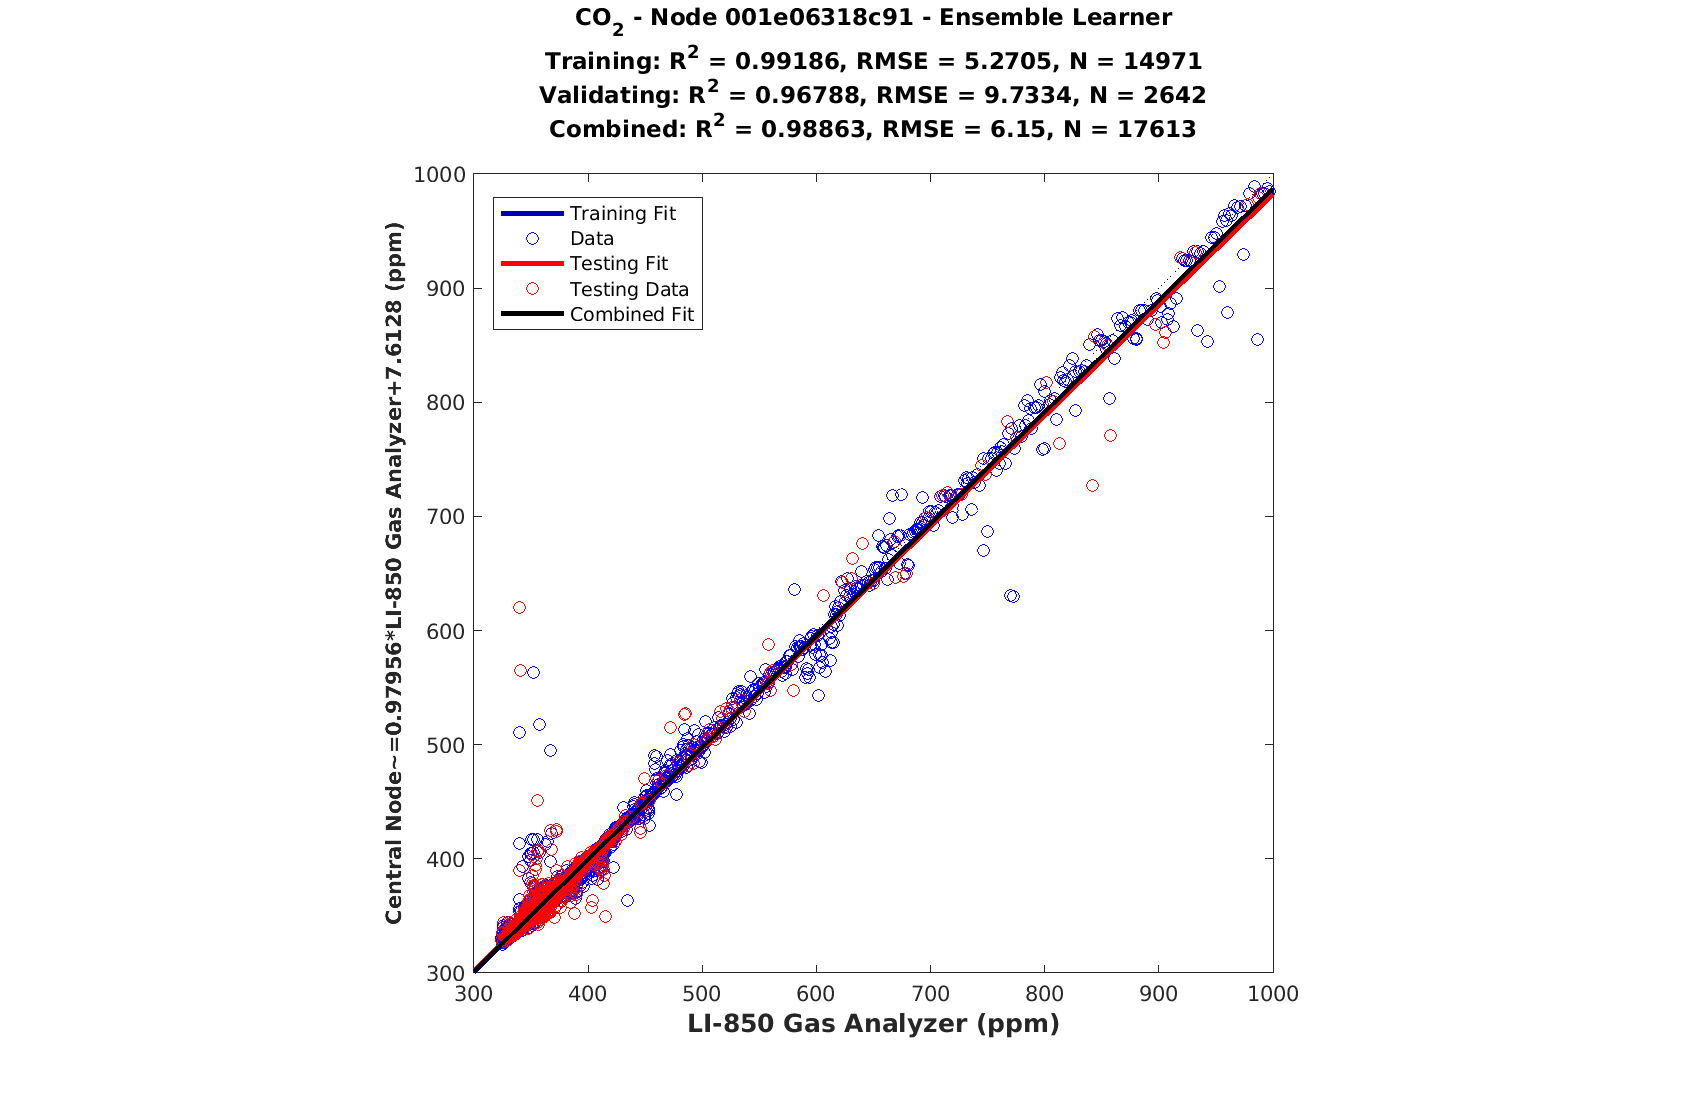 CO2 - Node 001e06318c91 - Ensemble Learner
Training: R2 = 0.99186, RMSE = 5.2705, N = 14971
Validating: R2 = 0.96788, RMSE = 9.7334, N = 2642
Combined: R2 = 0.98863, RMSE = 6.15, N = 17613
Training Fit
Data
Testing Fit
Testing Data
Combined Fit
Central Node~=0.97956*LI-850 Gas Analyzer+7.6128 (ppm)
1000
900
800
700
600
500
400
300
300 400 500 600 700 800 900 1000
LI-850 Gas Analyzer (ppm)